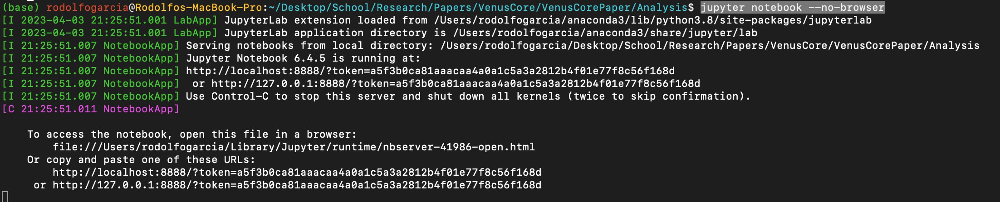 (base) rodolfogarcia@Rodolfos-MacBook-Pro:~/Desktop/School/Research/Papers/VenusCore/VenusCorePaper/Analysis$ jupyter notebook --no-browser
[I 2023-04-03 21:25:51.001 LabApp] JupyterLab extension loaded from /Users/rodolfogarcia/anaconda3/lib/python3.8/site-packages/jupyterlab
[I 2023-04-03 21:25:51.001 LabApp] JupyterLab application directory is /Users/rodolfogarcia/anaconda3/share/jupyter/lab
[I 21:25:51.007 NotebookApp] Serving notebooks from local directory: /Users/rodolfogarcia/Desktop/School/Research/Papers/VenusCore/VenusCorePaper/Analysis
[I 21:25:51.007 NotebookApp] Jupyter Notebook 6.4.5 is running at:
[I 21:25:51.007 NotebookApp] http://localhost:8888/?token=a5f3b0ca81aaacaa4a0a1c5a3a2812b4f01e77f8c56f168d
[I 21:25:51.007 NotebookApp]  or http://127.0.0.1:8888/?token=a5f3b0ca81aaacaa4a0a1c5a3a2812b4f01e77f8c56f168d
[I 21:25:51.007 NotebookApp] Use Control-C to stop this server and shut down all kernels (twice to skip confirmation).
[C 21:25:51.011 NotebookApp]
To access the notebook, open this file in a browser:
file:///Users/rodolfogarcia/Library/Jupyter/runtime/nbserver-41986-open.html
Or copy and paste one of these URLs:
http://localhost:8888/?token=a5f3b0ca81aaacaa4a0a1c5a3a2812b4f01e77f8c56f168d
or http://127.0.0.1:8888/?token=a5f3b0ca81aaacaa4a0a1c5a3a2812b4f01e77f8c56f168d